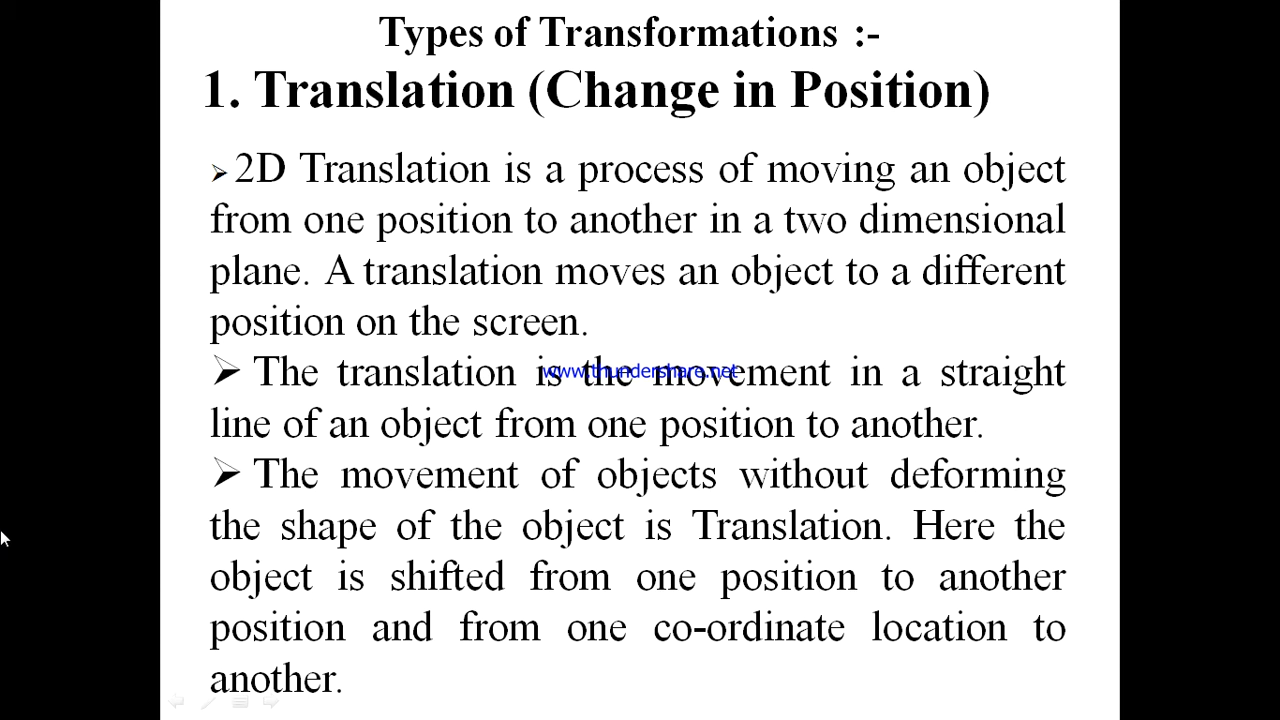 Types of Transformations :-
1. Translation (Change in Position)
➢ 2D Translation is a process of moving an object
from one position to another in a two dimensional
plane. A translation moves an object to a different
position on the screen.
➢ The translation is the movement in a straight
www.thundershare.net
line of an object from one position to another.
➢ The movement of objects without deforming
the shape of the object is Translation. Here the
object is shifted from one position to another
position and from one co-ordinate location to
another.